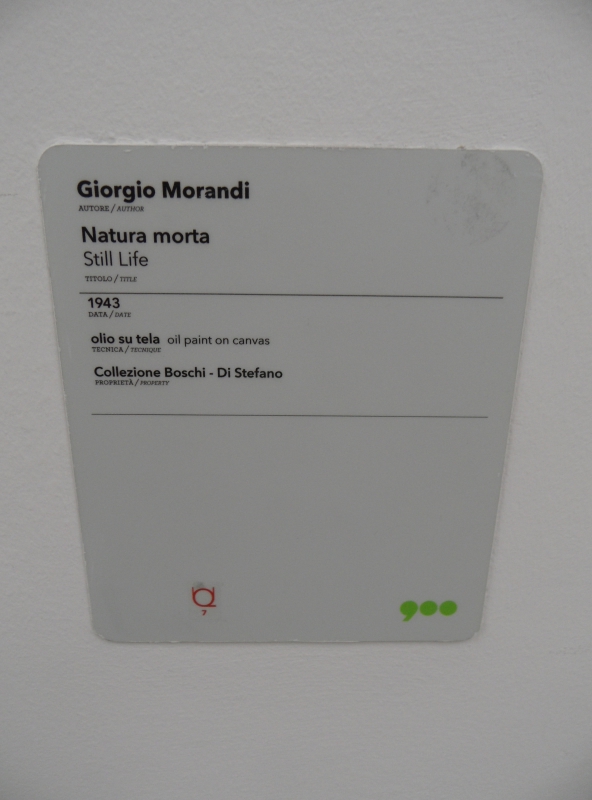 Giorgio Morandi
AUTORE / AUTHOR
Natura morta
Still Life
TITOLO / TITLE
1943
DATA / DATE
olio su tela oil paint on canvas
TECNICA / TECNIQUE
Collezione Boschi - Di Stefano
PROPRIETÀ / PROPERTY
7
900